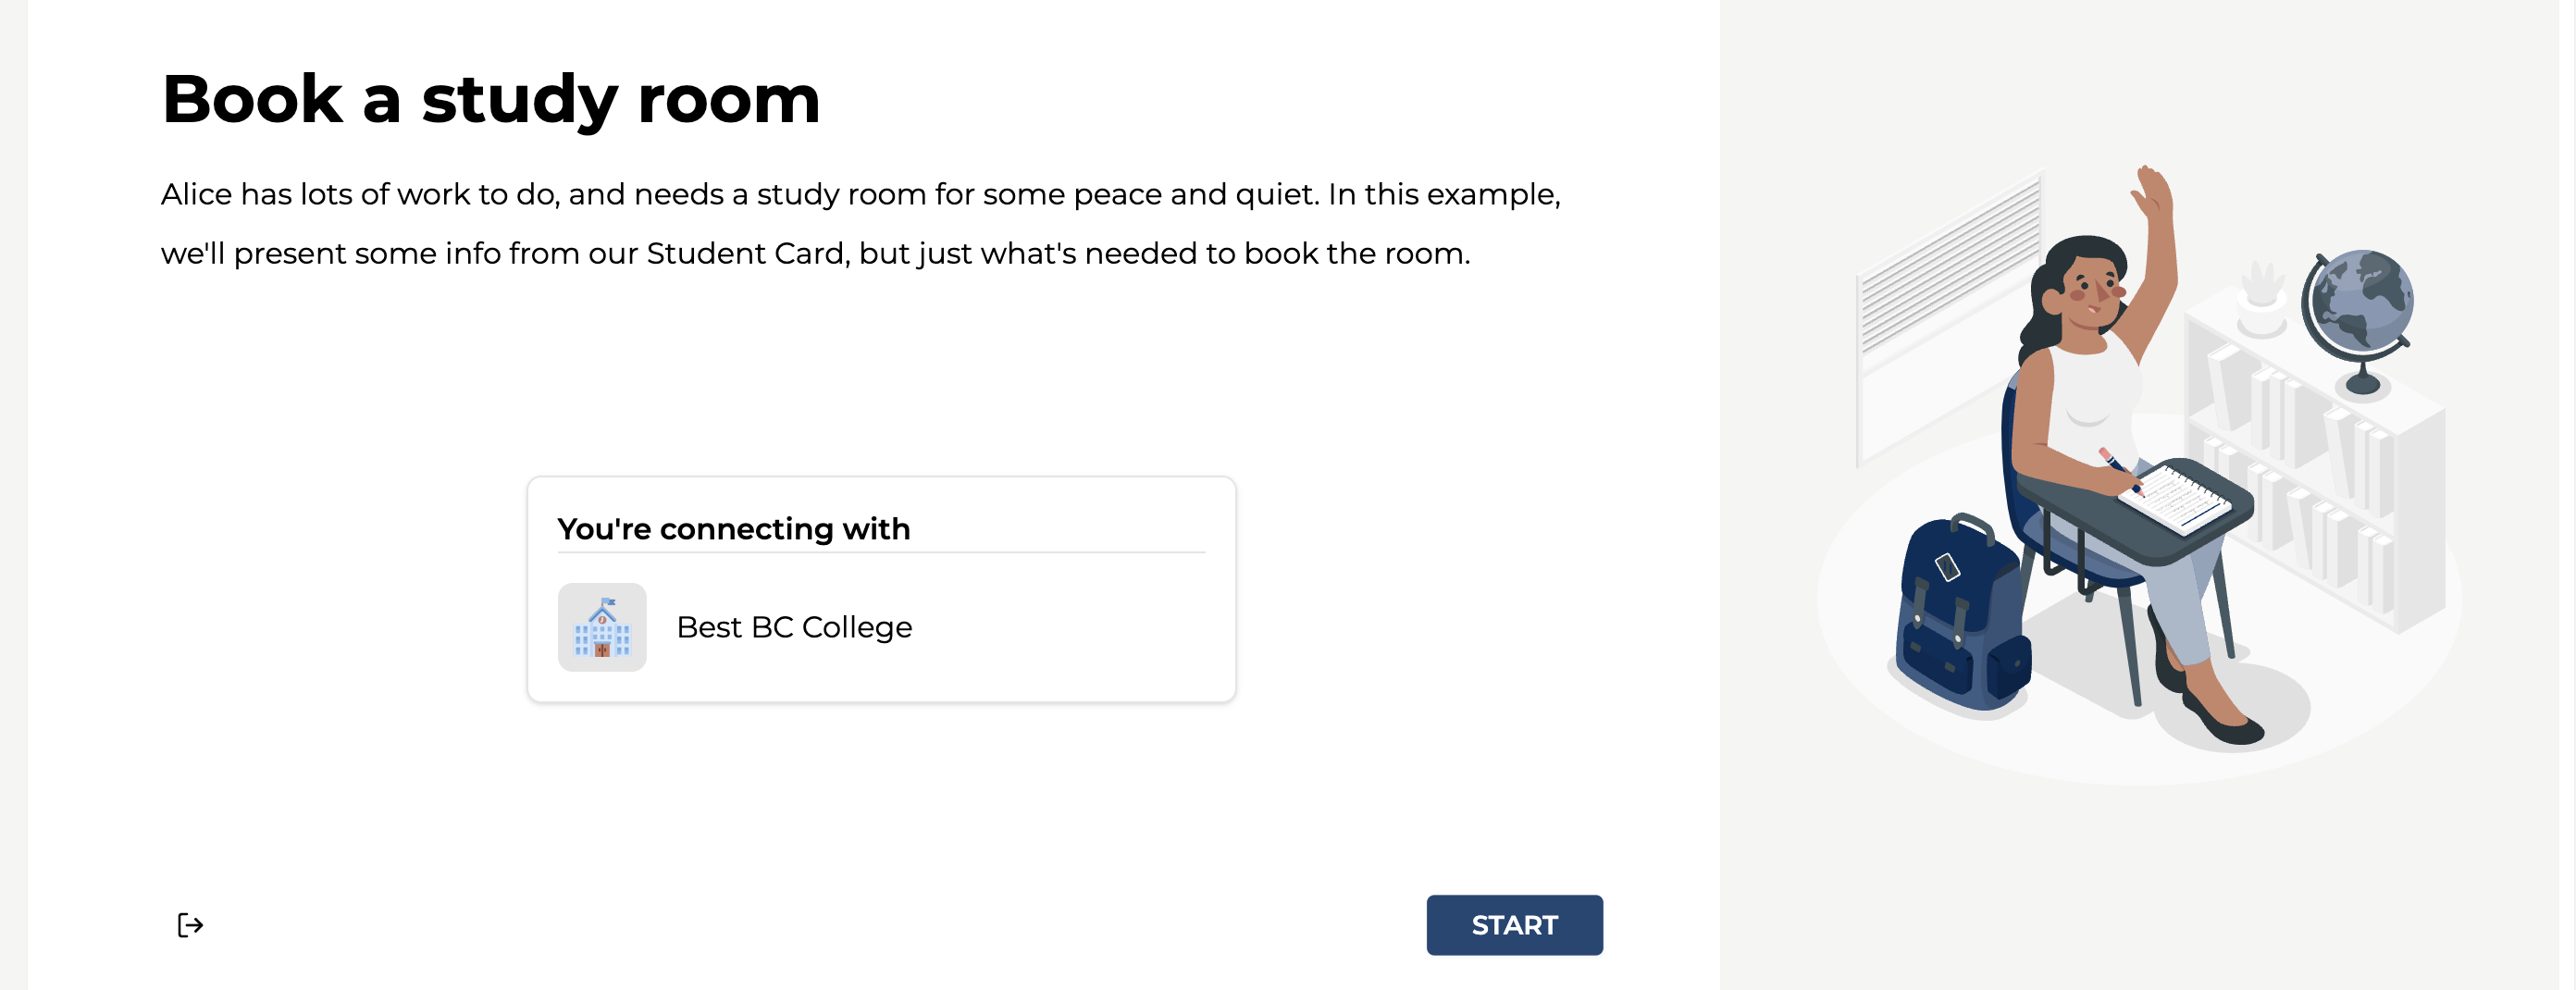 Book a study room
Alice has lots of work to do, and needs a study room for some peace and quiet. In this example,
we'll present some info from our Student Card, but just what's needed to book the room.
You're connecting with
Best BC College
START